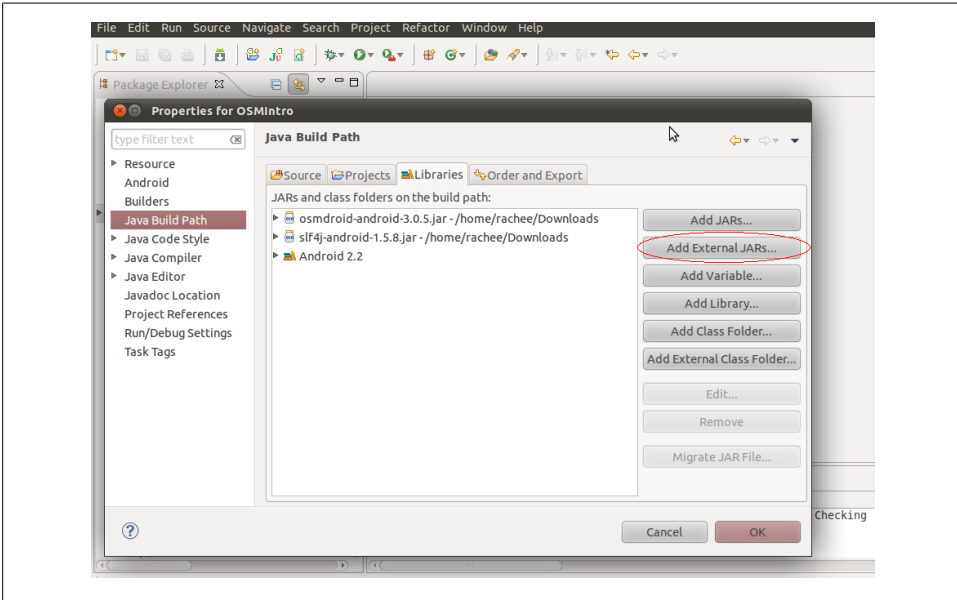 File Edit Run Source Navigate Search Project Refactor Window Help
Package Explorer
Properties for OSMIntro
type filter text
Java Build Path
Resource
Android
Builders
Java Build Path
Java Code Style
Java Compiler
Java Editor
Javadoc Location
Project References
Run/Debug Settings
Task Tags
Source Projects Libraries Order and Export
JARs and class folders on the build path:
osmdroid-android-3.0.5.jar - /home/rachee/Downloads
slf4j-android-1.5.8.jar - /home/rachee/Downloads
Android 2.2
Add JARs...
Add External JARs...
Add Variable...
Add Library...
Add Class Folder...
Add External Class Folder...
Edit...
Remove
Migrate JAR File...
Checking
Cancel OK